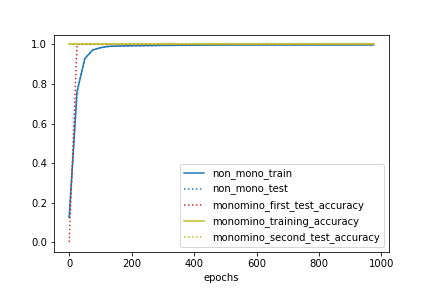 1.0
0.8
0.6
0.4
0.2
0.0
non_mono_train
non_mono_test
monomino_first_test_accuracy
monomino_training_accuracy
monomino_second_test_accuracy
0 200 400 600 800 1000
epochs